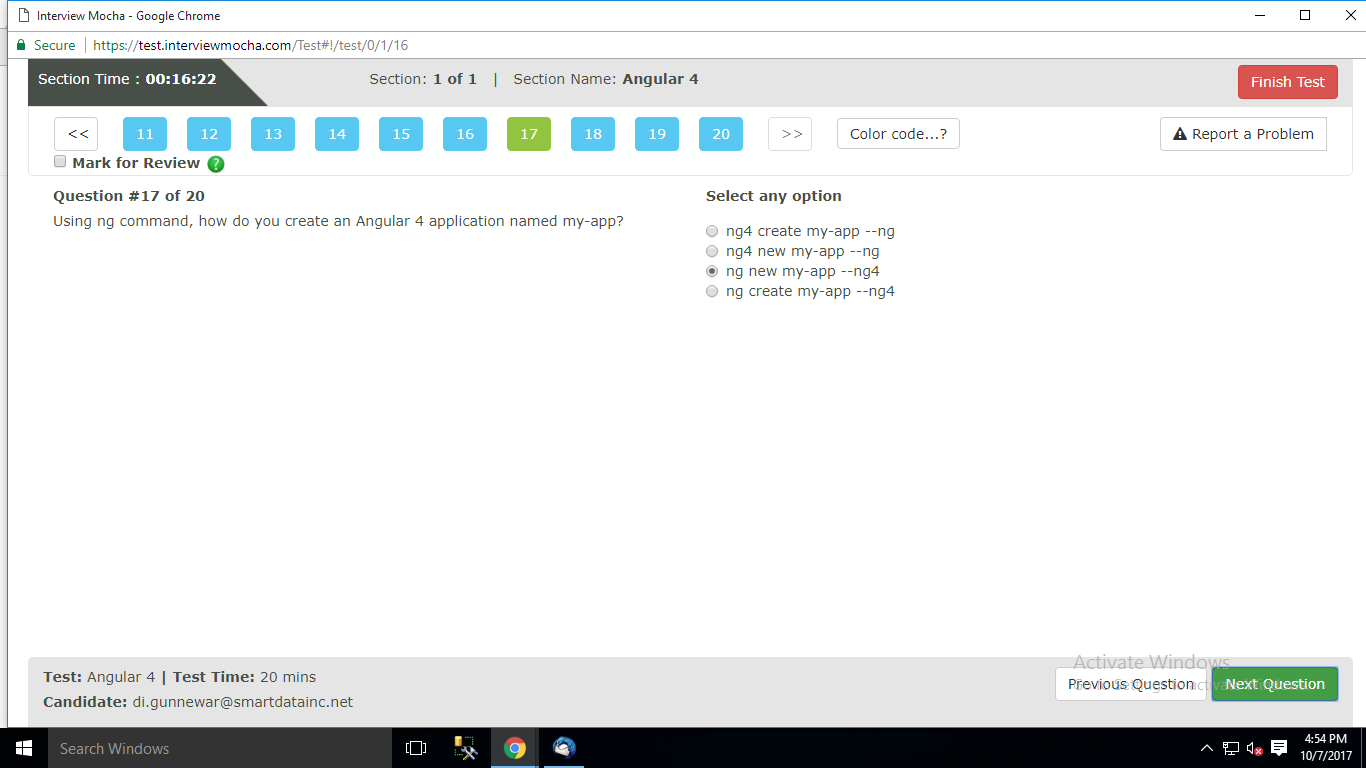 Interview Mocha - Google Chrome
Secure https://test.interviewmocha.com/Test#!/test/0/1/16
Section Time : 00:16:22 Section: 1 of 1 | Section Name: Angular 4 Finish Test
<< 11 12 13 14 15 16 17 18 19 20 >> Color code...? Report a Problem
Mark for Review ?
Question #17 of 20
Using ng command, how do you create an Angular 4 application named my-app?
Select any option
ng4 create my-app --ng
ng4 new my-app --ng
ng new my-app --ng4
ng create my-app --ng4
Activate Windows
Test: Angular 4 | Test Time: 20 mins
Candidate: di.gunnewar@smartdatainc.net
Previous Question Next Question
Search Windows
4:54 PM
10/7/2017